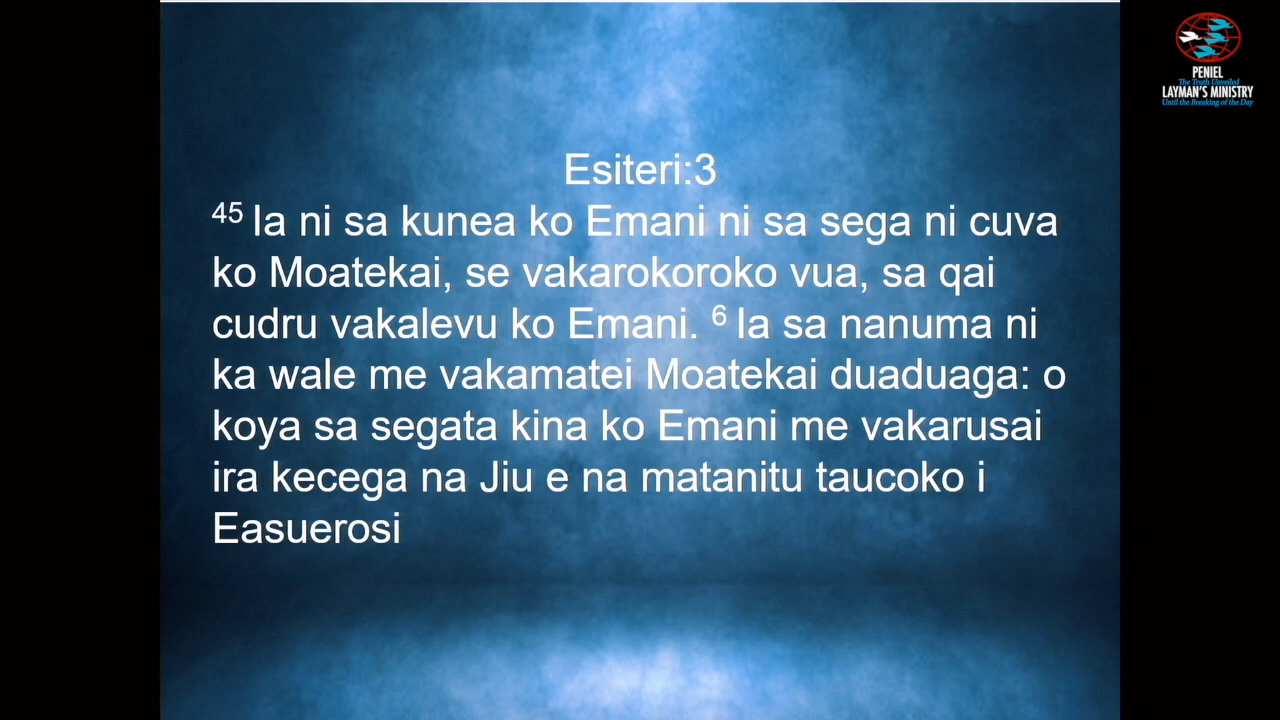 PENIEL
The Truth Unveiled
LAYMAN'S MINISTRY
Until the Breaking of the Day
Esiteri:3
45 Ia ni sa kunea ko Emani ni sa sega ni cuva
ko Moatekai, se vakarokoroko vua, sa qai
cudru vakalevu ko Emani. 6 Ia sa nanuma ni
ka wale me vakamatei Moatekai duaduaga: o
koya sa segata kina ko Emani me vakarusai
ira kecega na Jiu e na matanitu taucoko i
Easuerosi